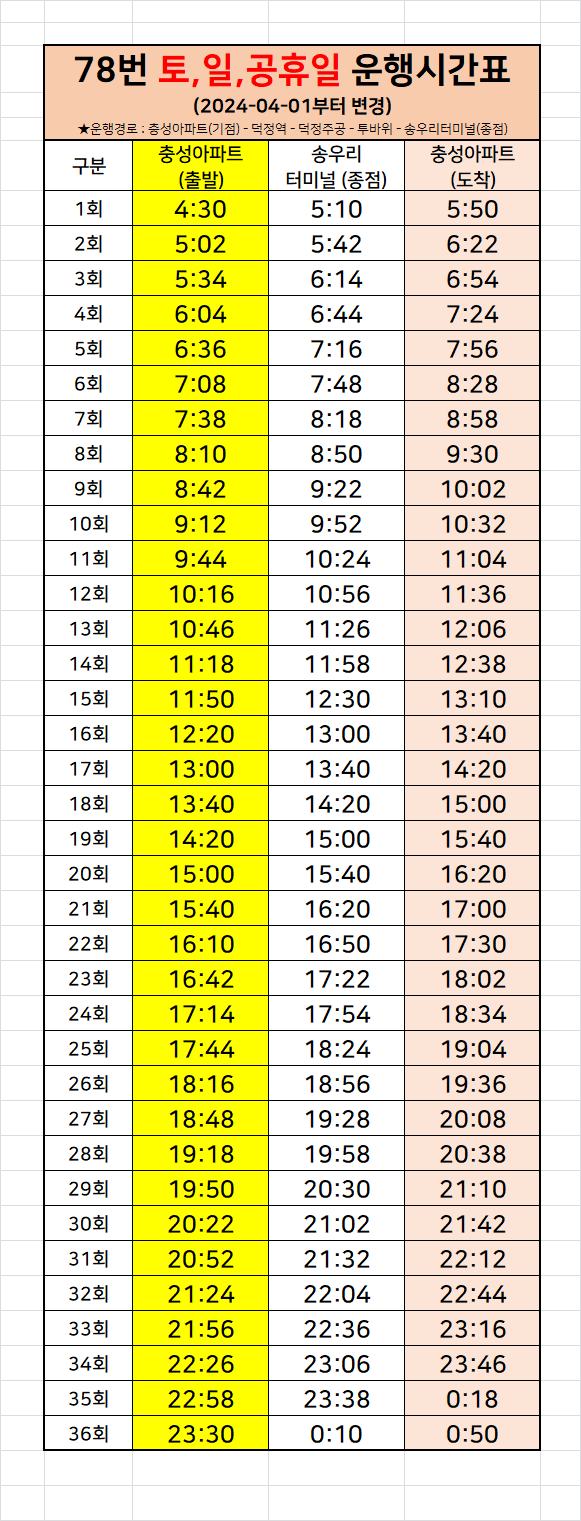 78번 토,일,공휴일 운행시간표
(2024-04-01부터 변경)
★운행경로 : 충성아파트(기점) - 덕정역 - 덕정주공 - 투바위 - 송우리터미널(종점)
구분 충성아파트 (출발) 송우리 터미널 (종점) 충성아파트 (도착)
1회 4:30 5:10 5:50
2회 5:02 5:42 6:22
3회 5:34 6:14 6:54
4회 6:04 6:44 7:24
5회 6:36 7:16 7:56
6회 7:08 7:48 8:28
7회 7:38 8:18 8:58
8회 8:10 8:50 9:30
9회 8:42 9:22 10:02
10회 9:12 9:52 10:32
11회 9:44 10:24 11:04
12회 10:16 10:56 11:36
13회 10:46 11:26 12:06
14회 11:18 11:58 12:38
15회 11:50 12:30 13:10
16회 12:20 13:00 13:40
17회 13:00 13:40 14:20
18회 13:40 14:20 15:00
19회 14:20 15:00 15:40
20회 15:00 15:40 16:20
21회 15:40 16:20 17:00
22회 16:10 16:50 17:30
23회 16:42 17:22 18:02
24회 17:14 17:54 18:34
25회 17:44 18:24 19:04
26회 18:16 18:56 19:36
27회 18:48 19:28 20:08
28회 19:18 19:58 20:38
29회 19:50 20:30 21:10
30회 20:22 21:02 21:42
31회 20:52 21:32 22:12
32회 21:24 22:04 22:44
33회 21:56 22:36 23:16
34회 22:26 23:06 23:46
35회 22:58 23:38 0:18
36회 23:30 0:10 0:50